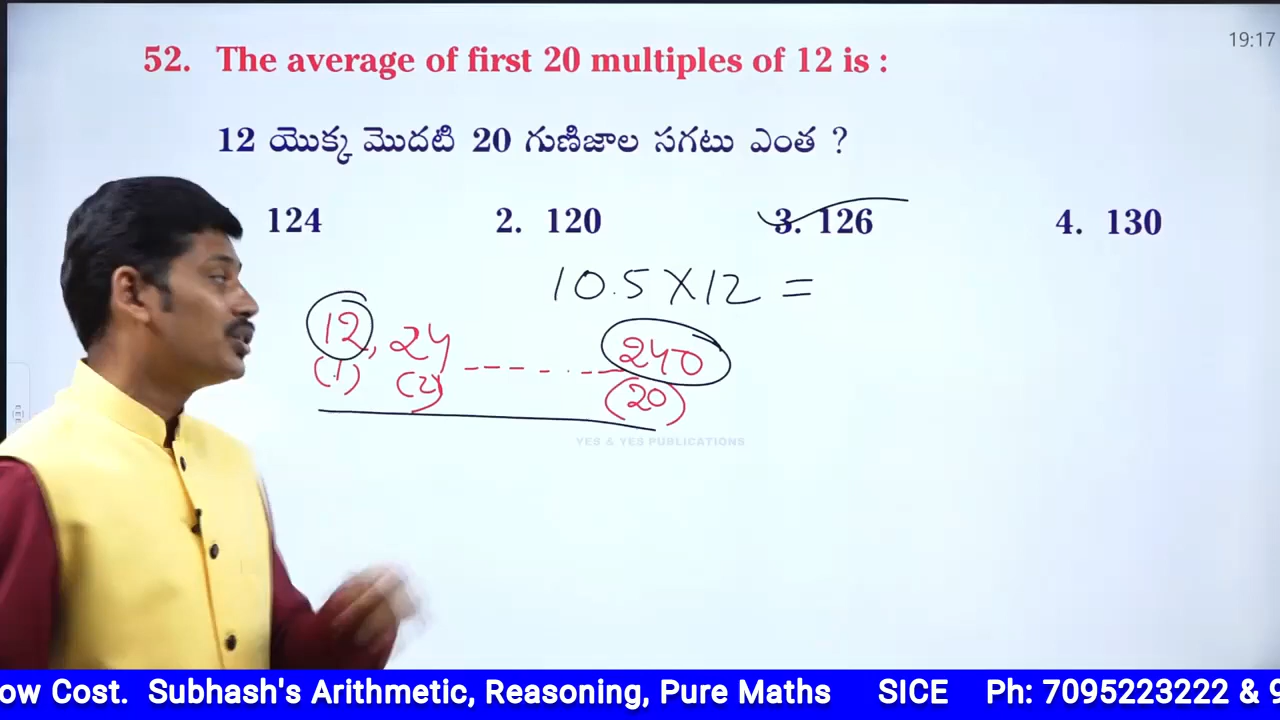 19:17
52. The average of first 20 multiples of 12 is :
12 యొక్క మొదటి 20 గుణిజాల సగటు ఎంత ?
124 2. 120 3. 126 4. 130
10.5 X 12 =
12, 24 ------- 240
(1) (2) (20)
YES & YES PUBLICATIONS
ow Cost. Subhash's Arithmetic, Reasoning, Pure Maths SICE Ph: 7095223222 & 9